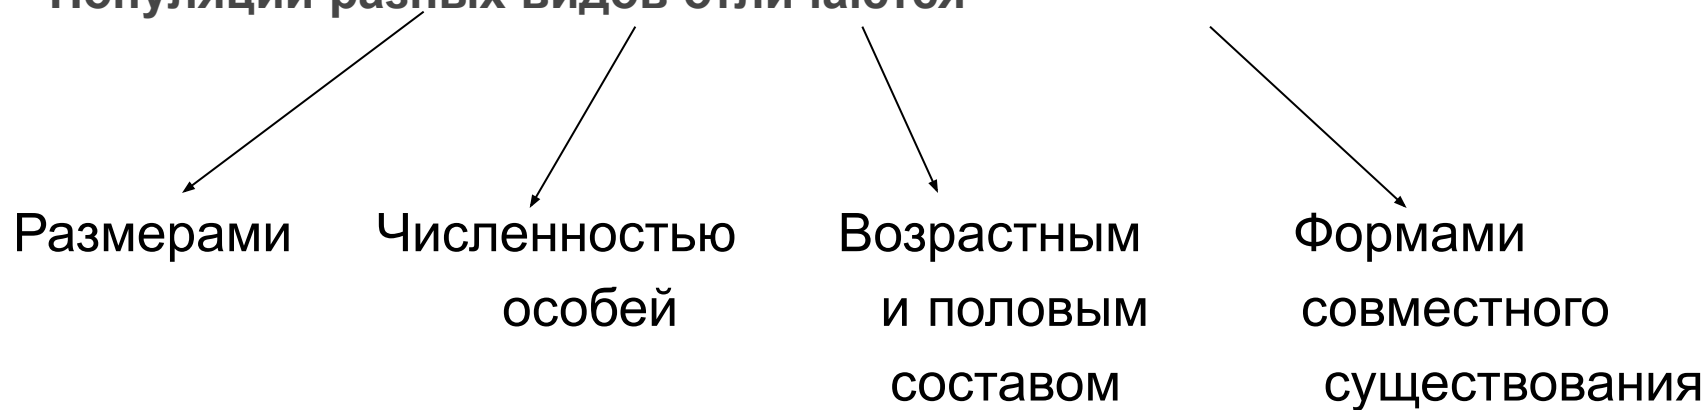 Популяции разных видов отличаются
Размерами Численностью Возрастным Формами
особей и половым совместного
составом существования